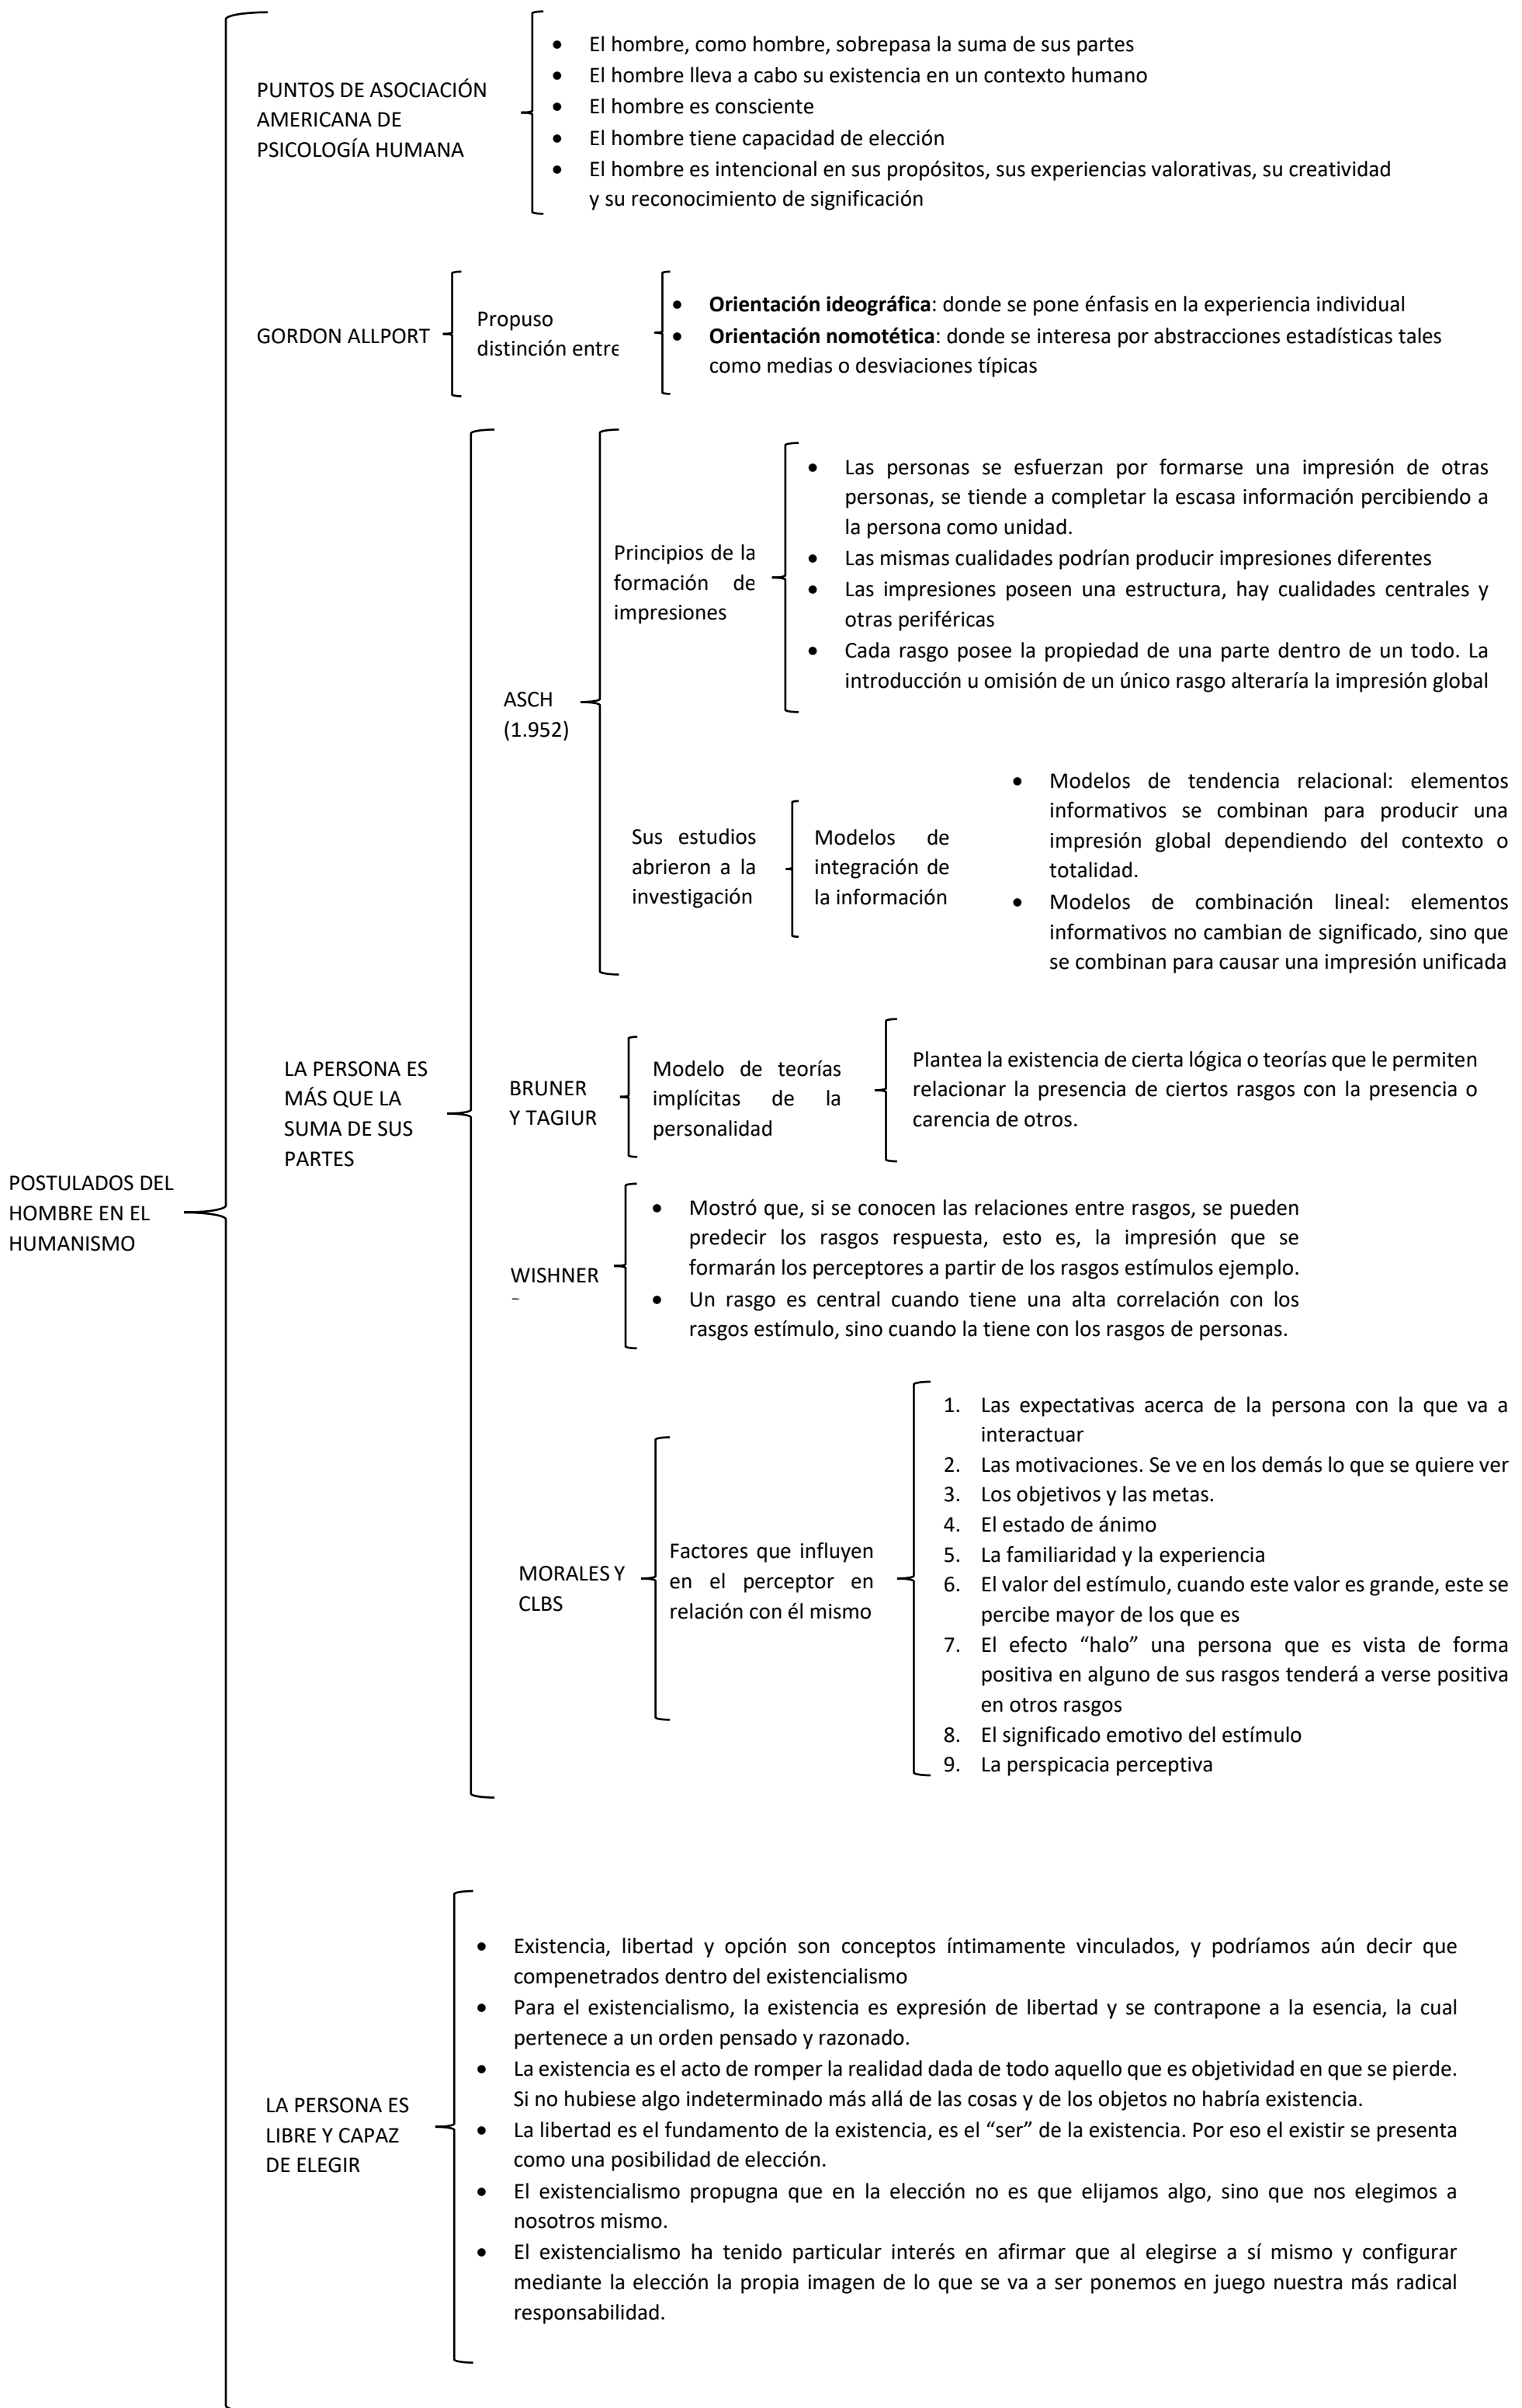 PUNTOS DE ASOCIACIÓN
AMERICANA DE
PSICOLOGÍA HUMANA
• El hombre, como hombre, sobrepasa la suma de sus partes
• El hombre lleva a cabo su existencia en un contexto humano
• El hombre es consciente
• El hombre tiene capacidad de elección
• El hombre es intencional en sus propósitos, sus experiencias valorativas, su creatividad
y su reconocimiento de significación
GORDON ALLPORT
Propuso
distinción entre
• Orientación ideográfica: donde se pone énfasis en la experiencia individual
• Orientación nomotética: donde se interesa por abstracciones estadísticas tales
como medias o desviaciones típicas
POSTULADOS DEL
HOMBRE EN EL
HUMANISMO
LA PERSONA ES
MÁS QUE LA
SUMA DE SUS
PARTES
ASCH
(1.952)
Principios de la
formación de
impresiones
• Las personas se esfuerzan por formarse una impresión de otras
personas, se tiende a completar la escasa información percibiendo a
la persona como unidad.
• Las mismas cualidades podrían producir impresiones diferentes
• Las impresiones poseen una estructura, hay cualidades centrales y
otras periféricas
• Cada rasgo posee la propiedad de una parte dentro de un todo. La
introducción u omisión de un único rasgo alteraría la impresión global
Sus estudios
abrieron a la
investigación
Modelos de
integración de
la información
• Modelos de tendencia relacional: elementos
informativos se combinan para producir una
impresión global dependiendo del contexto o
totalidad.
• Modelos de combinación lineal: elementos
informativos no cambian de significado, sino que
se combinan para causar una impresión unificada
BRUNER
Y TAGIUR
Modelo de teorías
implícitas de la
personalidad
Plantea la existencia de cierta lógica o teorías que le permiten
relacionar la presencia de ciertos rasgos con la presencia o
carencia de otros.
WISHNER
• Mostró que, si se conocen las relaciones entre rasgos, se pueden
predecir los rasgos respuesta, esto es, la impresión que se
formarán los perceptores a partir de los rasgos estímulos ejemplo.
• Un rasgo es central cuando tiene una alta correlación con los
rasgos estímulo, sino cuando la tiene con los rasgos de personas.
MORALES Y
CLBS
Factores que influyen
en el perceptor en
relación con él mismo
1. Las expectativas acerca de la persona con la que va a
interactuar
2. Las motivaciones. Se ve en los demás lo que se quiere ver
3. Los objetivos y las metas.
4. El estado de ánimo
5. La familiaridad y la experiencia
6. El valor del estímulo, cuando este valor es grande, este se
percibe mayor de los que es
7. El efecto “halo” una persona que es vista de forma
positiva en alguno de sus rasgos tenderá a verse positiva
en otros rasgos
8. El significado emotivo del estímulo
9. La perspicacia perceptiva
LA PERSONA ES
LIBRE Y CAPAZ
DE ELEGIR
• Existencia, libertad y opción son conceptos íntimamente vinculados, y podríamos aún decir que
compenetrados dentro del existencialismo
• Para el existencialismo, la existencia es expresión de libertad y se contrapone a la esencia, la cual
pertenece a un orden pensado y razonado.
• La existencia es el acto de romper la realidad dada de todo aquello que es objetividad en que se pierde.
Si no hubiese algo indeterminado más allá de las cosas y de los objetos no habría existencia.
• La libertad es el fundamento de la existencia, es el “ser” de la existencia. Por eso el existir se presenta
como una posibilidad de elección.
• El existencialismo propugna que en la elección no es que elijamos algo, sino que nos elegimos a
nosotros mismo.
• El existencialismo ha tenido particular interés en afirmar que al elegirse a sí mismo y configurar
mediante la elección la propia imagen de lo que se va a ser ponemos en juego nuestra más radical
responsabilidad.